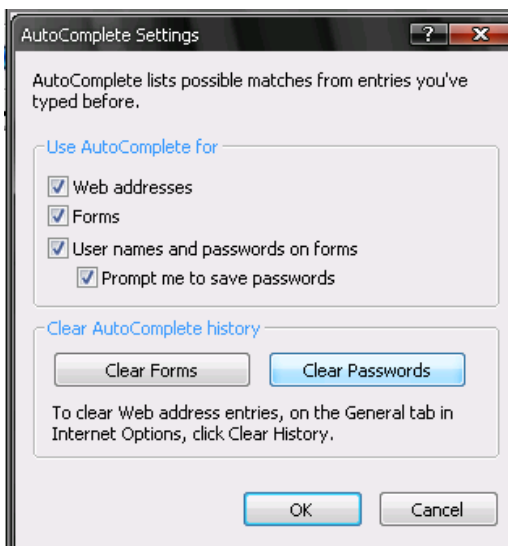 AutoComplete Settings
AutoComplete lists possible matches from entries you've
typed before.
Use AutoComplete for
Web addresses
Forms
User names and passwords on forms
Prompt me to save passwords
Clear AutoComplete history
Clear Forms
Clear Passwords
To clear Web address entries, on the General tab in
Internet Options, click Clear History.
OK
Cancel